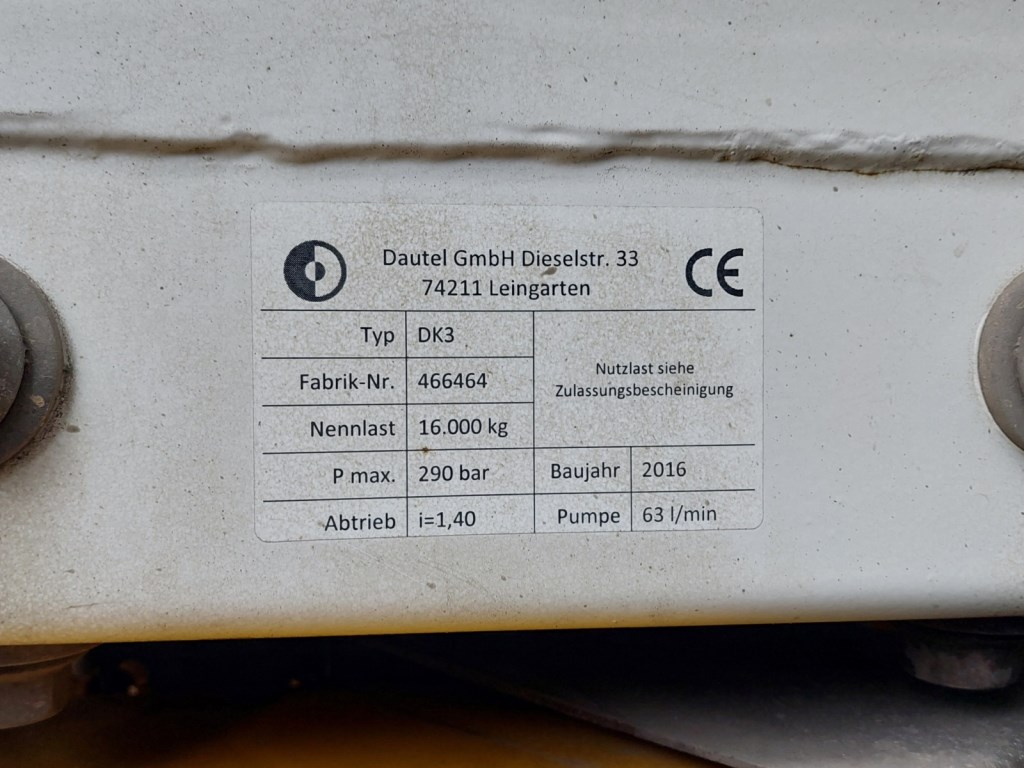 Dautel GmbH Dieselstr. 33
74211 Leingarten
CE
Typ DK3
Fabrik-Nr. 466464
Nennlast 16.000 kg
Nutzlast siehe
Zulassungsbescheinigung
P max. 290 bar Baujahr 2016
Abtrieb i=1,40 Pumpe 63 l/min